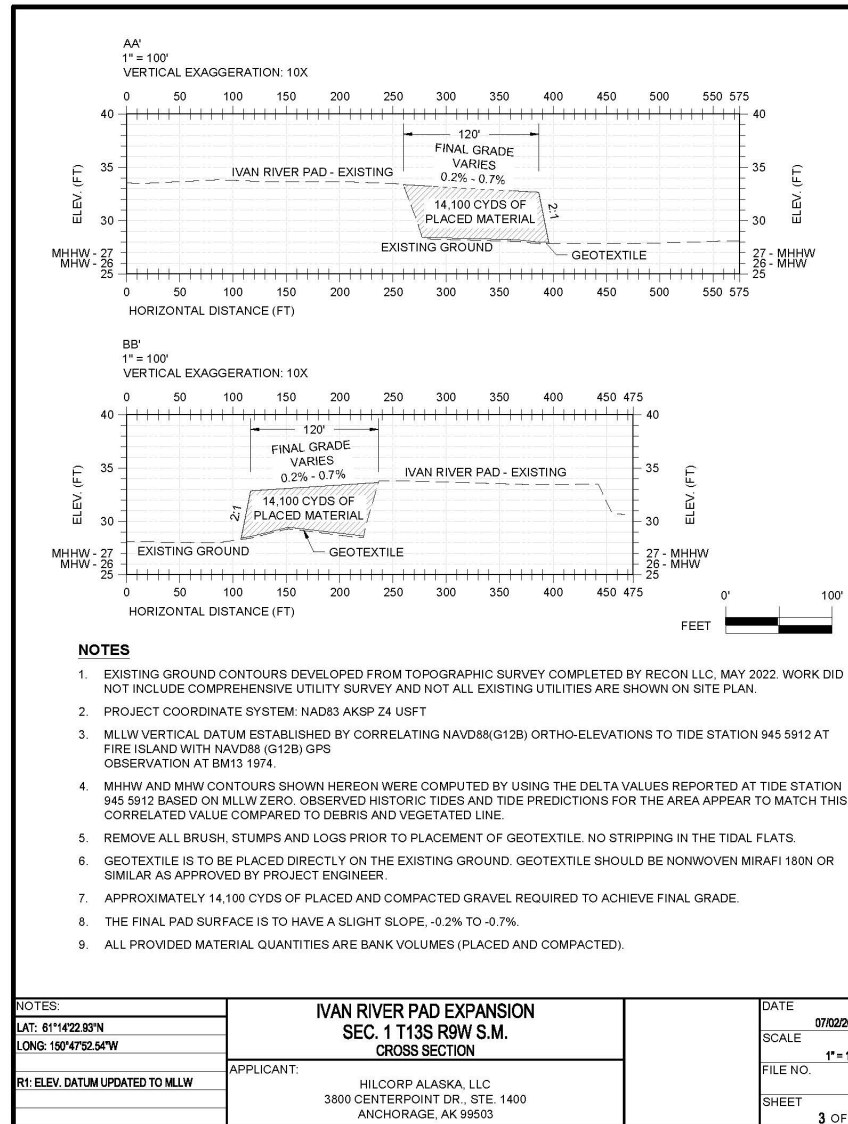 AA'
1" = 100'
VERTICAL EXAGGERATION: 10X
0 50 100 150 200 250 300 350 400 450 500 550 575
40 40
120'
FINAL GRADE
VARIES
0.2% - 0.7%
35 35
IVAN RIVER PAD - EXISTING
14,100 CYDS OF
PLACED MATERIAL
2:1
ELEV. (FT)
ELEV. (FT)
30 30
EXISTING GROUND
GEOTEXTILE
MHHW - 27 27 - MHHW
MHW - 26 26 - MHW
25 25
0 50 100 150 200 250 300 350 400 450 500 550 575
HORIZONTAL DISTANCE (FT)
BB'
1" = 100'
VERTICAL EXAGGERATION: 10X
0 50 100 150 200 250 300 350 400 450 475
40 40
120'
FINAL GRADE
VARIES
0.2% - 0.7%
35 35
IVAN RIVER PAD - EXISTING
14,100 CYDS OF
PLACED MATERIAL
2:1
ELEV. (FT)
ELEV. (FT)
30 30
EXISTING GROUND
GEOTEXTILE
MHHW - 27 27 - MHHW
MHW - 26 26 - MHW
25 25
0 50 100 150 200 250 300 350 400 450 475
HORIZONTAL DISTANCE (FT)
0' 100'
FEET
NOTES
1. EXISTING GROUND CONTOURS DEVELOPED FROM TOPOGRAPHIC SURVEY COMPLETED BY RECON LLC, MAY 2022. WORK DID
NOT INCLUDE COMPREHENSIVE UTILITY SURVEY AND NOT ALL EXISTING UTILITIES ARE SHOWN ON SITE PLAN.
2. PROJECT COORDINATE SYSTEM: NAD83 AKSP Z4 USFT
3. MLLW VERTICAL DATUM ESTABLISHED BY CORRELATING NAVD88(G12B) ORTHO-ELEVATIONS TO TIDE STATION 945 5912 AT
FIRE ISLAND WITH NAVD88 (G12B) GPS
OBSERVATION AT BM13 1974.
4. MHHW AND MHW CONTOURS SHOWN HEREON WERE COMPUTED BY USING THE DELTA VALUES REPORTED AT TIDE STATION
945 5912 BASED ON MLLW ZERO. OBSERVED HISTORIC TIDES AND TIDE PREDICTIONS FOR THE AREA APPEAR TO MATCH THIS
CORRELATED VALUE COMPARED TO DEBRIS AND VEGETATED LINE.
5. REMOVE ALL BRUSH, STUMPS AND LOGS PRIOR TO PLACEMENT OF GEOTEXTILE. NO STRIPPING IN THE TIDAL FLATS.
6. GEOTEXTILE IS TO BE PLACED DIRECTLY ON THE EXISTING GROUND. GEOTEXTILE SHOULD BE NONWOVEN MIRAFI 180N OR
SIMILAR AS APPROVED BY PROJECT ENGINEER.
7. APPROXIMATELY 14,100 CYDS OF PLACED AND COMPACTED GRAVEL REQUIRED TO ACHIEVE FINAL GRADE.
8. THE FINAL PAD SURFACE IS TO HAVE A SLIGHT SLOPE, -0.2% TO -0.7%.
9. ALL PROVIDED MATERIAL QUANTITIES ARE BANK VOLUMES (PLACED AND COMPACTED).
NOTES:
LAT: 61°14'22.93"N
LONG: 150°47'52.54"W
R1: ELEV. DATUM UPDATED TO MLLW
IVAN RIVER PAD EXPANSION
SEC. 1 T13S R9W S.M.
CROSS SECTION
APPLICANT:
HILCORP ALASKA, LLC
3800 CENTERPOINT DR., STE. 1400
ANCHORAGE, AK 99503
DATE
07/02/20
SCALE
1" = 1
FILE NO.
SHEET
3 OF